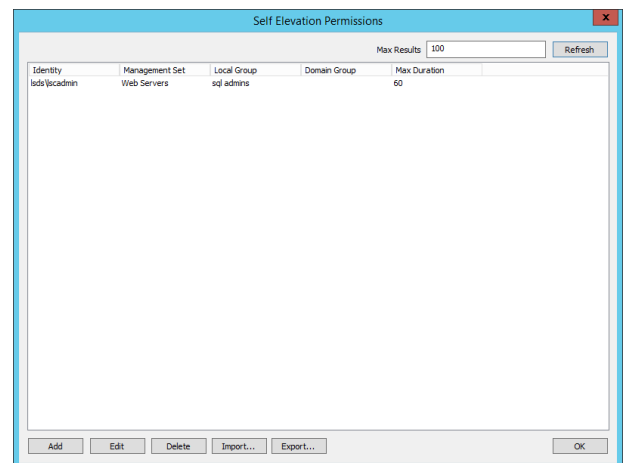 Self Elevation Permissions
x
Max Results 100 Refresh
Identity Management Set Local Group Domain Group Max Duration
lsds\lscadmin Web Servers sql admins 60
Add Edit Delete Import... Export... OK